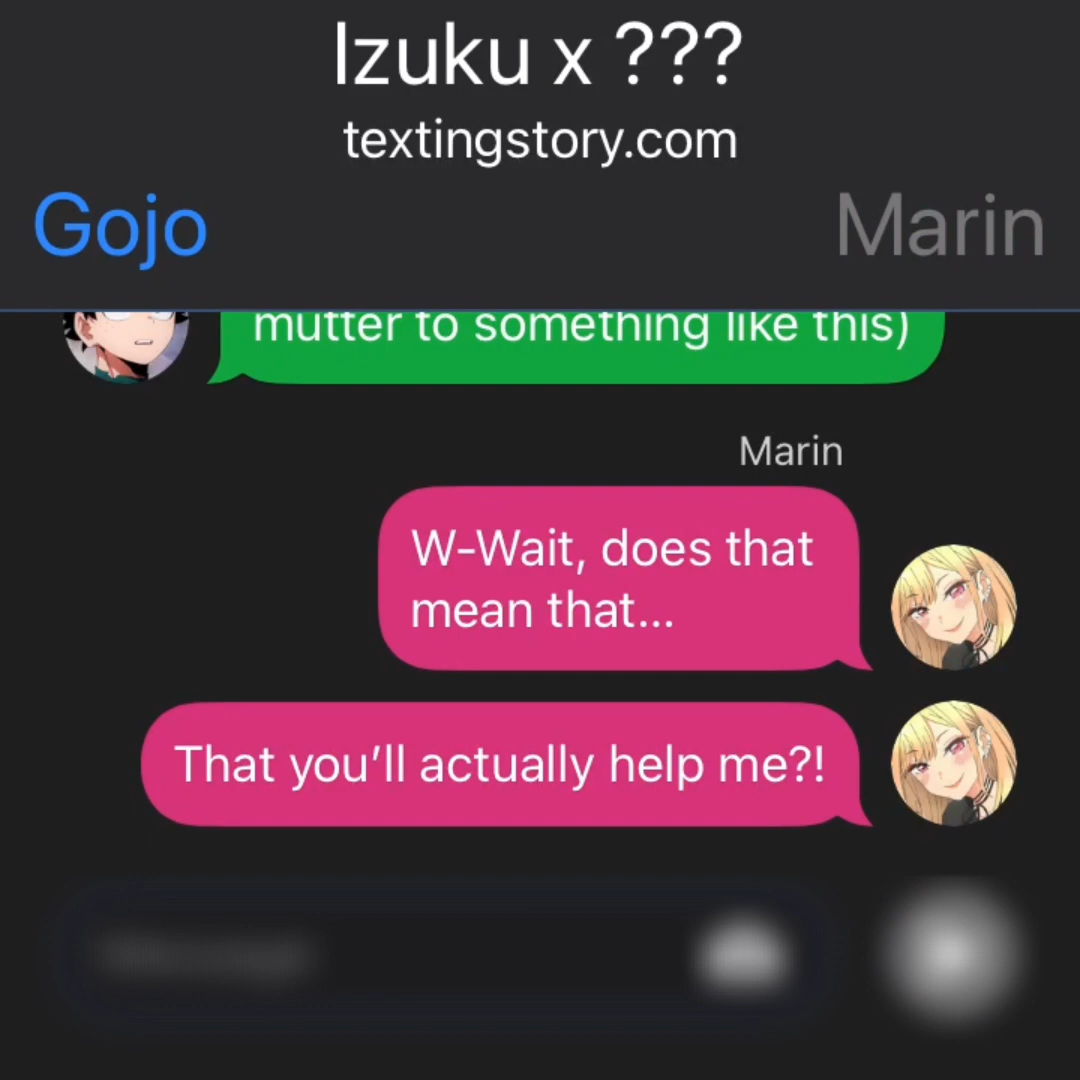 Izuku x ???
textingstory.com
Gojo
Marin
mutter to something like this)
Marin
W-Wait, does that
mean that...
That you’ll actually help me?!